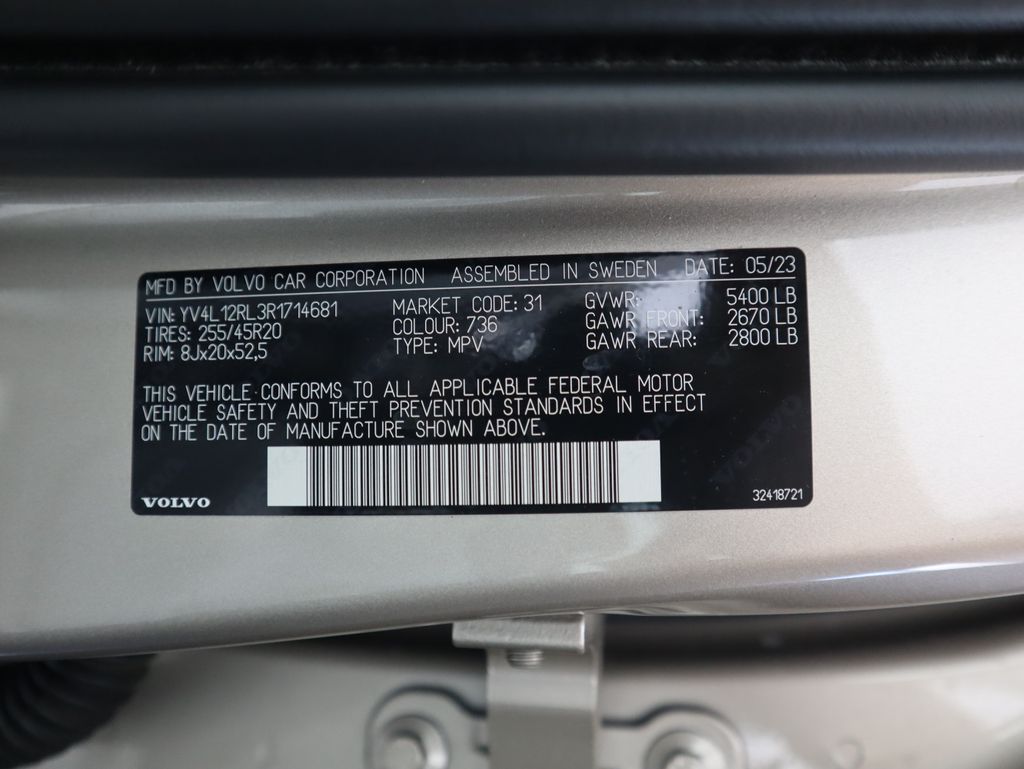 MFD BY VOLVO CAR CORPORATION ASSEMBLED IN SWEDEN DATE: 05/23
VIN: YV4L12RL3R1714681 MARKET CODE: 31 GVWR: 5400 LB
TIRES: 255/45R20 COLOUR: 736 GAWR FRONT: 2670 LB
RIM: 8Jx20x52,5 TYPE: MPV GAWR REAR: 2800 LB
THIS VEHICLE CONFORMS TO ALL APPLICABLE FEDERAL MOTOR
VEHICLE SAFETY AND THEFT PREVENTION STANDARDS IN EFFECT
ON THE DATE OF MANUFACTURE SHOWN ABOVE.
VOLVO 32418721